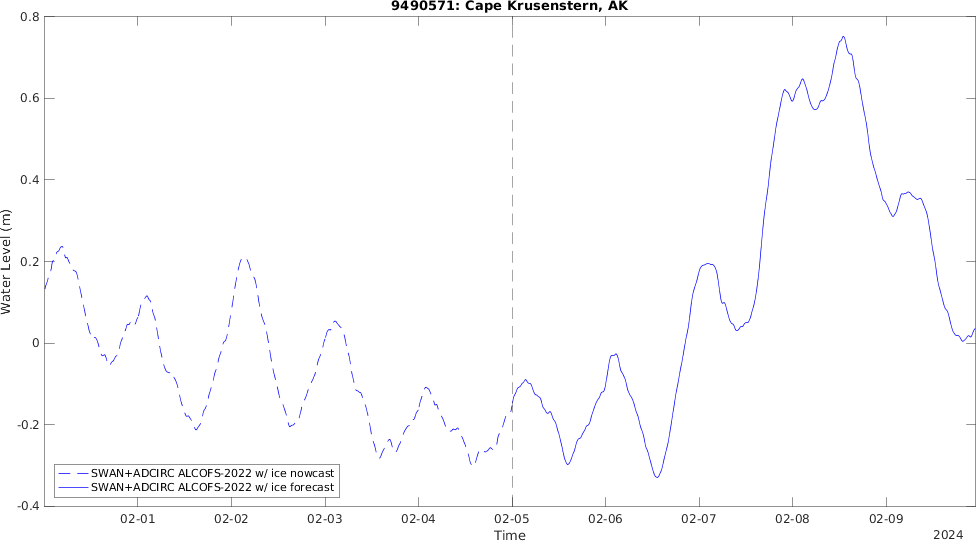 9490571: Cape Krusenstern, AK
0.8
0.6
0.4
0.2
0
-0.2
-0.4
Water Level (m)
SWAN+ADCIRC ALCOFS-2022 w/ ice nowcast
SWAN+ADCIRC ALCOFS-2022 w/ ice forecast
02-01 02-02 02-03 02-04 02-05 02-06 02-07 02-08 02-09
Time
2024